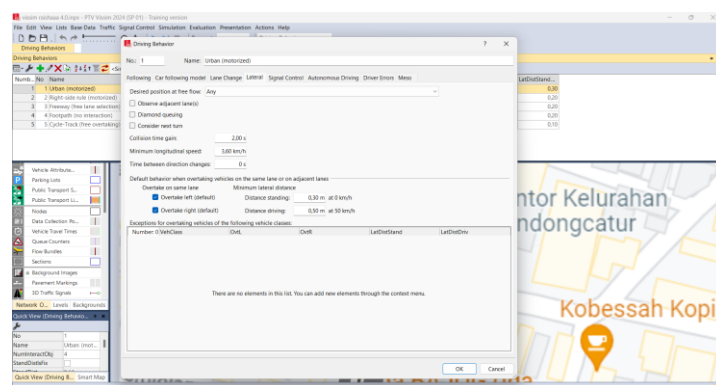 vissim rachqaa 4.0.inpx - PTV Vissim 2024 (SP 01) - Training version
File Edit View Lists Base Data Traffic Signal Control Simulation Evaluation Presentation Actions Help
Driving Behaviors
Driving Behaviors
Numb... No Name LatDistStand...
1 1 Urban (motorized) 0,30
2 2 Right-side rule (motorized) 0,20
3 3 Freeway (free lane selection) 0,20
4 4 Footpath (no interaction) 0,20
5 5 Cycle-Track (free overtaking) 0,10
Driving Behavior ? X
No.: 1 Name: Urban (motorized)
Following Car following model Lane Change Lateral Signal Control Autonomous Driving Driver Errors Meso
Desired position at free flow: Any
Observe adjacent lane(s)
Diamond queuing
Consider next turn
Collision time gain: 2,00 s
Minimum longitudinal speed: 3,60 km/h
Time between direction changes: 0 s
Default behavior when overtaking vehicles on the same lane or on adjacent lanes
Overtake on same lane Minimum lateral distance
Overtake left (default) Distance standing: 0,30 m at 0 km/h
Overtake right (default) Distance driving: 0,50 m at 50 km/h
Exceptions for overtaking vehicles of the following vehicle classes:
Number: 0 VehClass OvtL OvtR LatDistStand LatDistDriv
There are no elements in this list. You can add new elements through the context menu.
OK Cancel
Vehicle Attribute...
Parking Lots
Public Transport S...
Public Transport Li...
Nodes
Data Collection Po...
Vehicle Travel Times
Queue Counters
Flow Bundles
Sections
Background Images
Pavement Markings
3D Traffic Signals
Network O... Levels Backgrounds
Quick View (Driving Behavio...
No 1
Name Urban (mot...
NumInteractObj 4
StandDistIsFix
Quick View (Driving B... Smart Map
ntor Kelurahan
ndongcatur
Kobessah Kopi